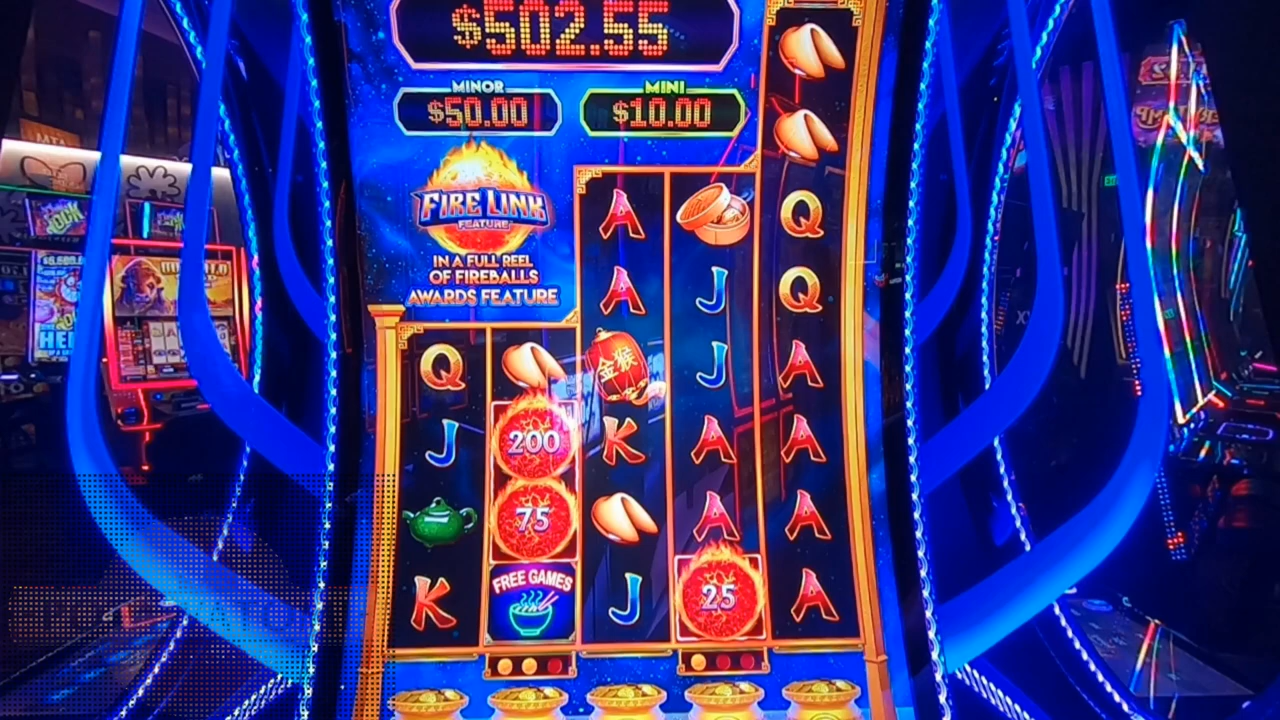 $502.55
MINOR
$50.00
MINI
$10.00
FIRE LINK
FEATURE
IN A FULL REEL
OF FIREBALLS
AWARDS FEATURE
A
Q
J
A
Q
Q
J
金猴
A
J
200
K
A
A
75
A
A
K
FREE GAMES
J
25
A
EXIT